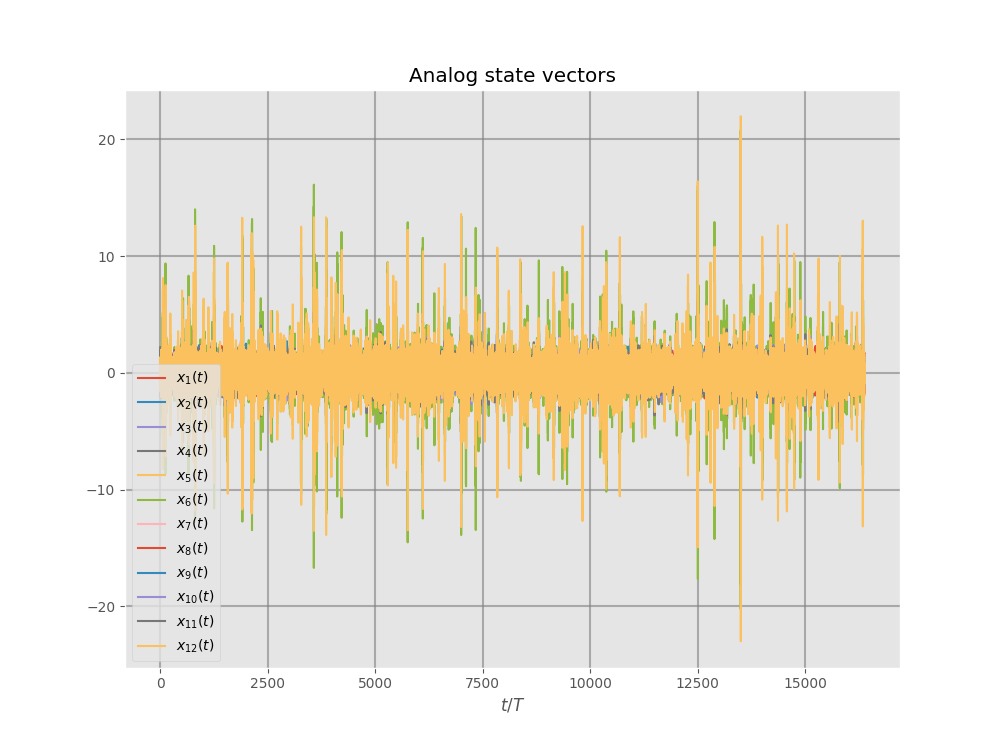 Analog state vectors
20
10
0
−10
−20
x₁(t)
x₂(t)
x₃(t)
x₄(t)
x₅(t)
x₆(t)
x₇(t)
x₈(t)
x₉(t)
x₁₀(t)
x₁₁(t)
x₁₂(t)
0 2500 5000 7500 10000 12500 15000
t/T